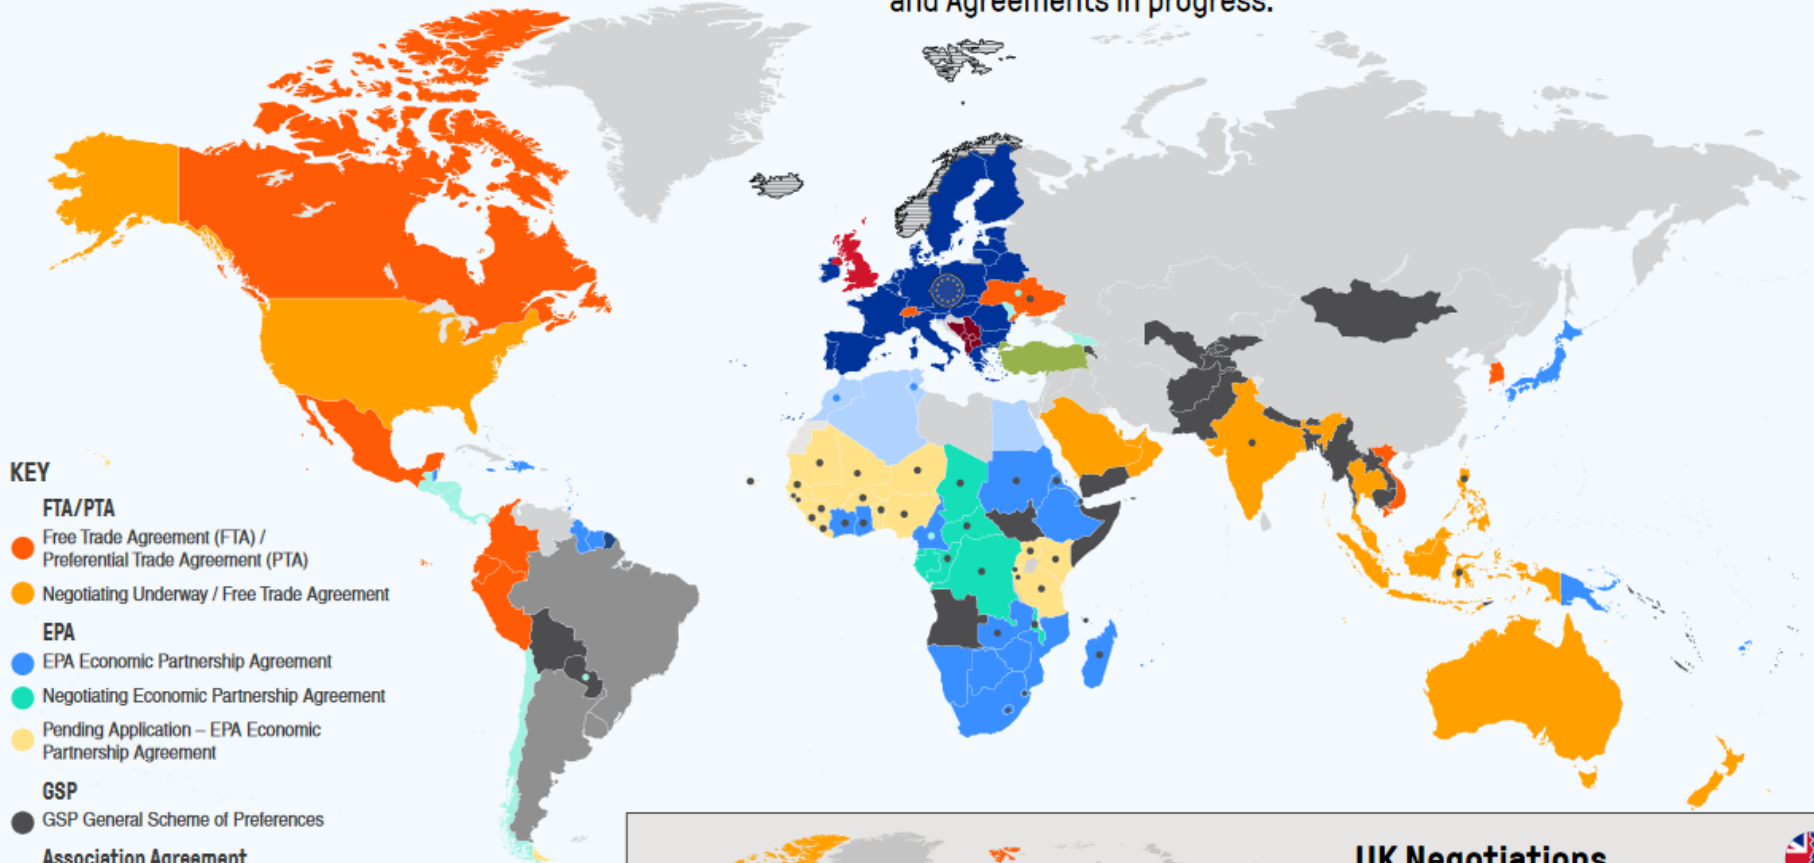 and Agreements in progress.
KEY
FTA/PTA
Free Trade Agreement (FTA) /
Preferential Trade Agreement (PTA)
Negotiating Underway / Free Trade Agreement
EPA
EPA Economic Partnership Agreement
Negotiating Economic Partnership Agreement
Pending Application – EPA Economic
Partnership Agreement
GSP
GSP General Scheme of Preferences
Association Agreement
UK Negotiations